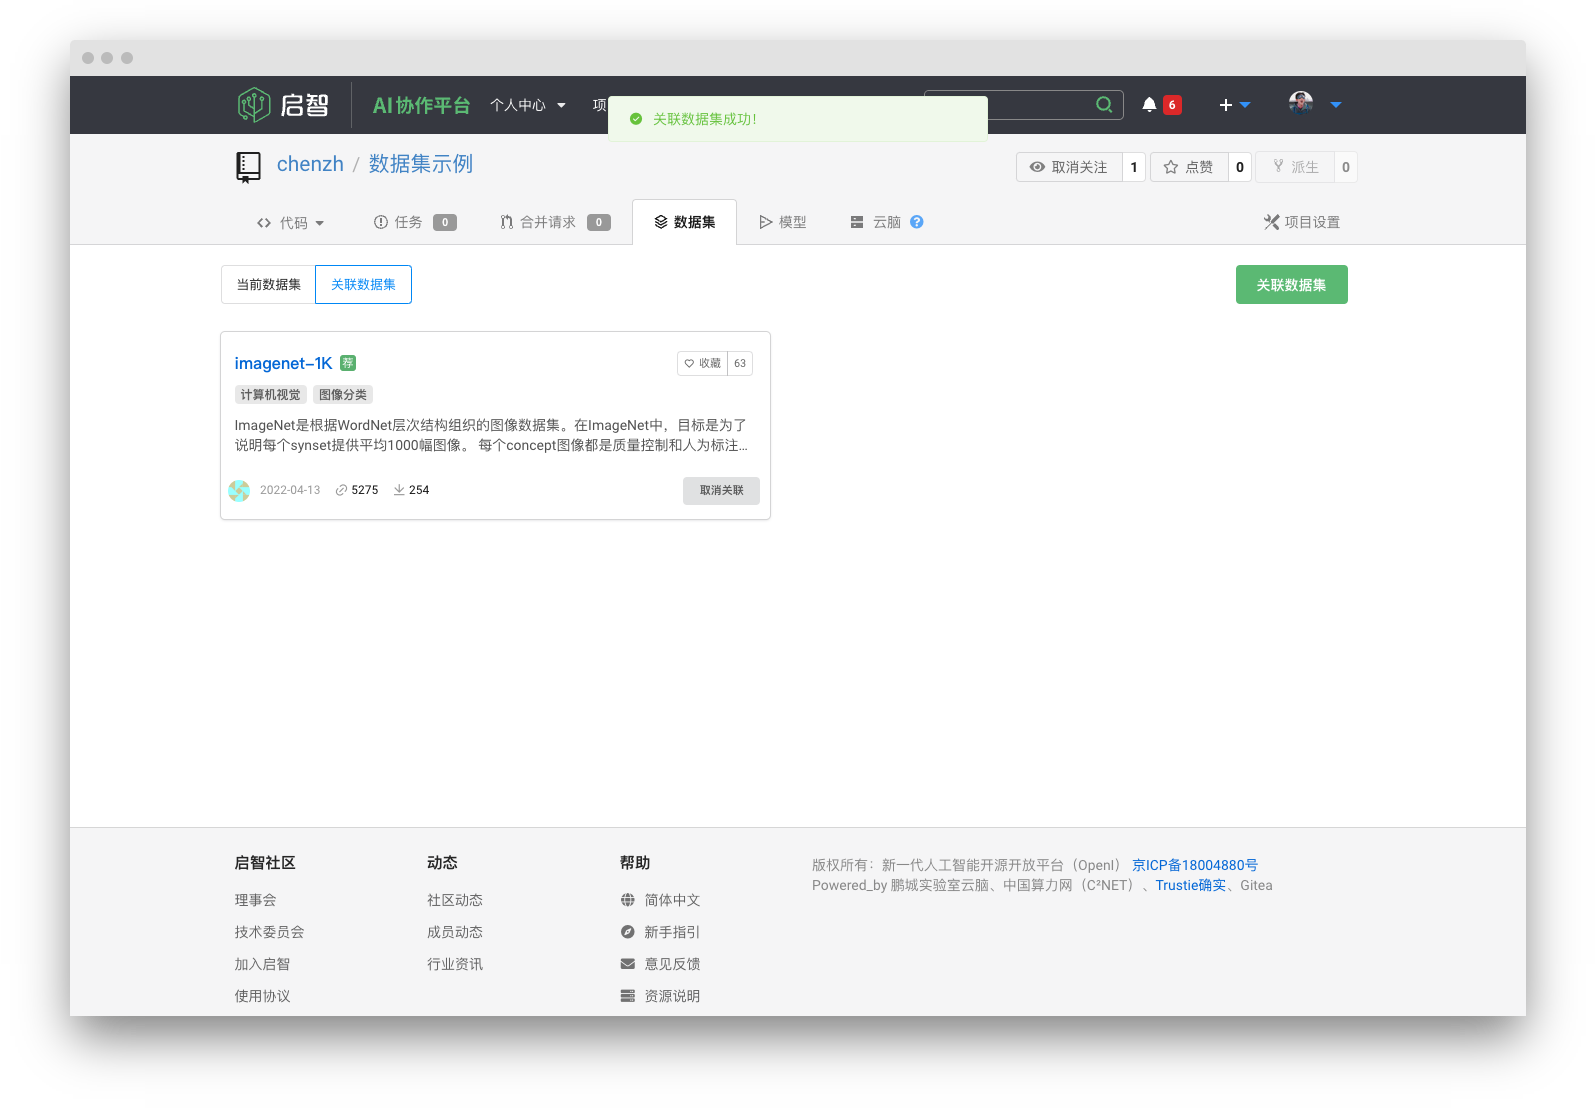 启智
AI协作平台
个人中心
项
关联数据集成功！
6
chenzh / 数据集示例
取消关注 1
点赞 0
派生 0
代码
任务 0
合并请求 0
数据集
模型
云脑
项目设置
当前数据集
关联数据集
关联数据集
imagenet-1K 荐
收藏 63
计算机视觉 图像分类
ImageNet是根据WordNet层次结构组织的图像数据集。在ImageNet中，目标是为了
说明每个synset提供平均1000幅图像。 每个concept图像都是质量控制和人为标注...
2022-04-13 5275 254
取消关联
启智社区
理事会
技术委员会
加入启智
使用协议
动态
社区动态
成员动态
行业资讯
帮助
简体中文
新手指引
意见反馈
资源说明
版权所有：新一代人工智能开源开放平台（OpenI） 京ICP备18004880号
Powered_by 鹏城实验室云脑、中国算力网（C²NET）、Trustie确实、Gitea